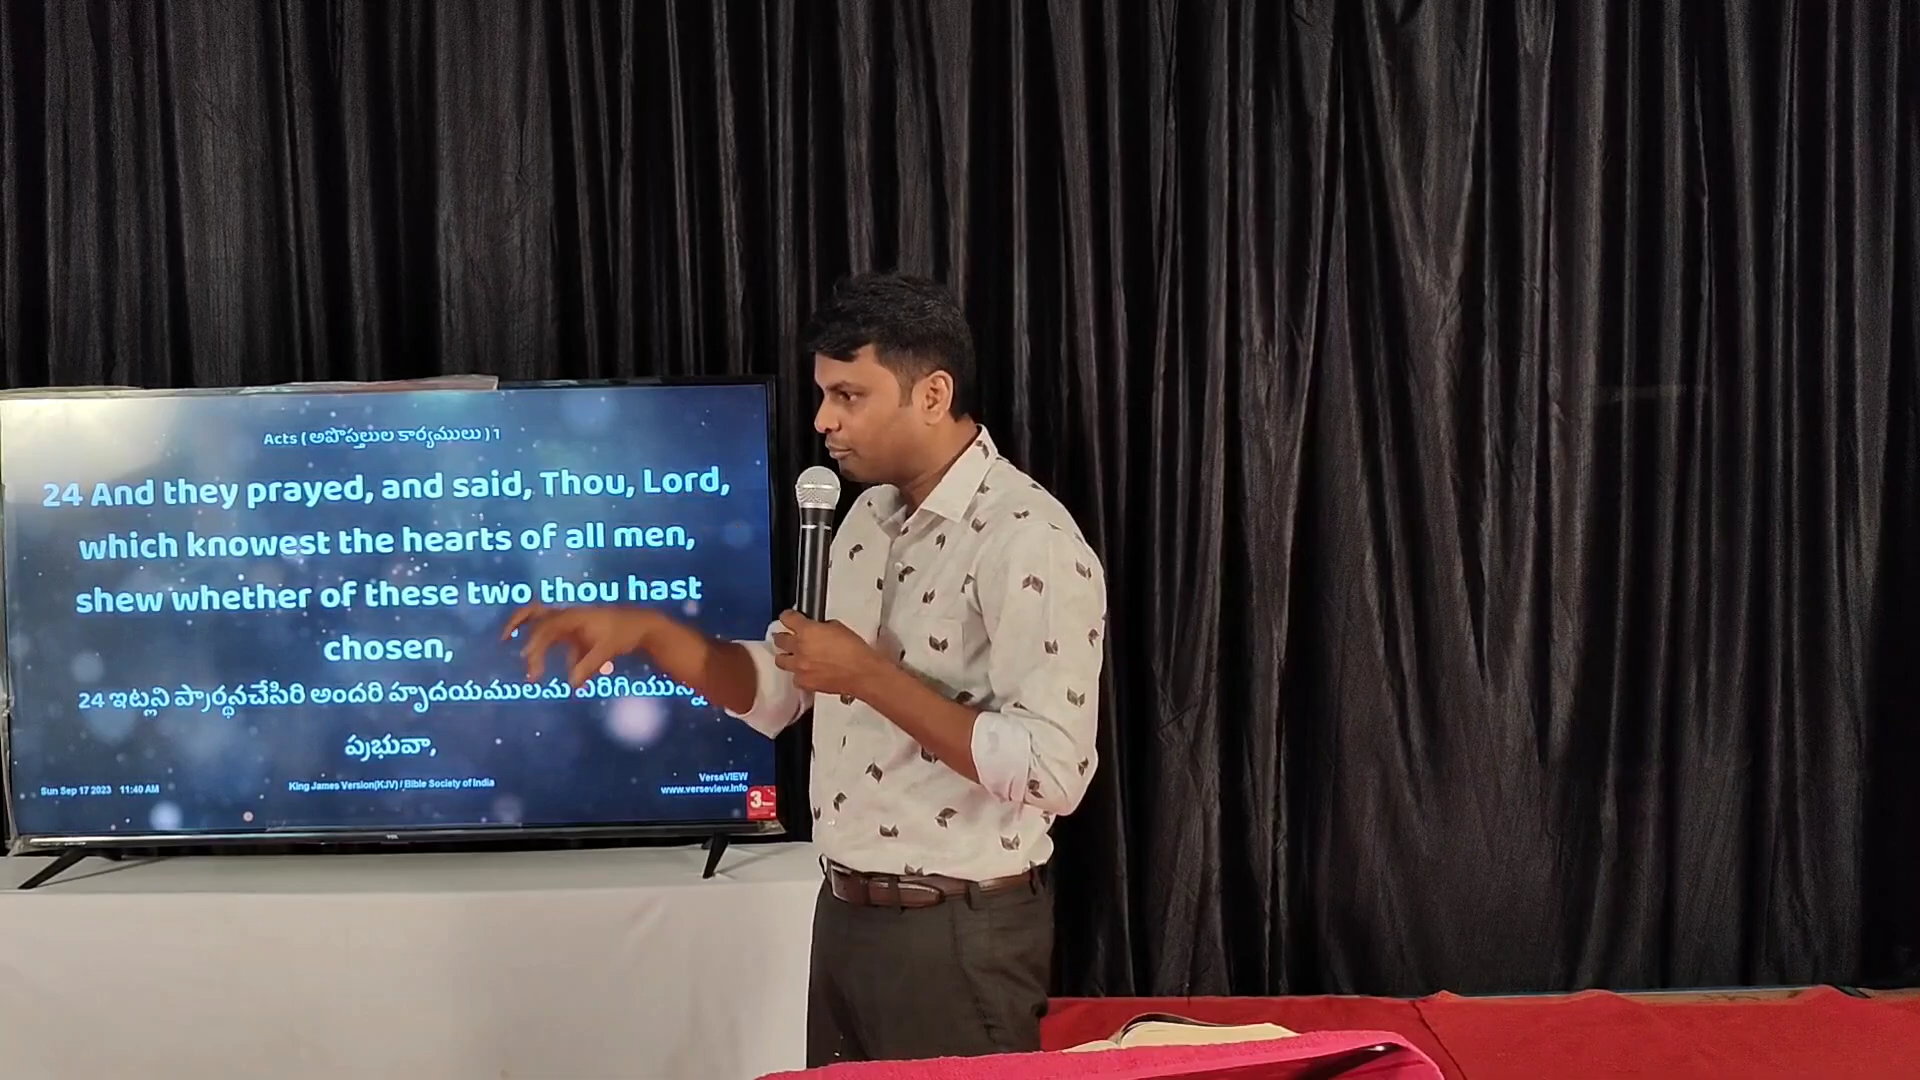 Acts ( అపొస్తలుల కార్యములు ) 1
24 And they prayed, and said, Thou, Lord,
which knowest the hearts of all men,
shew whether of these two thou hast
chosen,
24 ఇట్లని ప్రార్థనచేసిరి అందరి హృదయములను
ప్రభువా,
Sun Sep 17 2023 11:40 AM
King James Version(KJV) / Bible Society of India
VerseVIEW
www.verseview.info
3
TCL